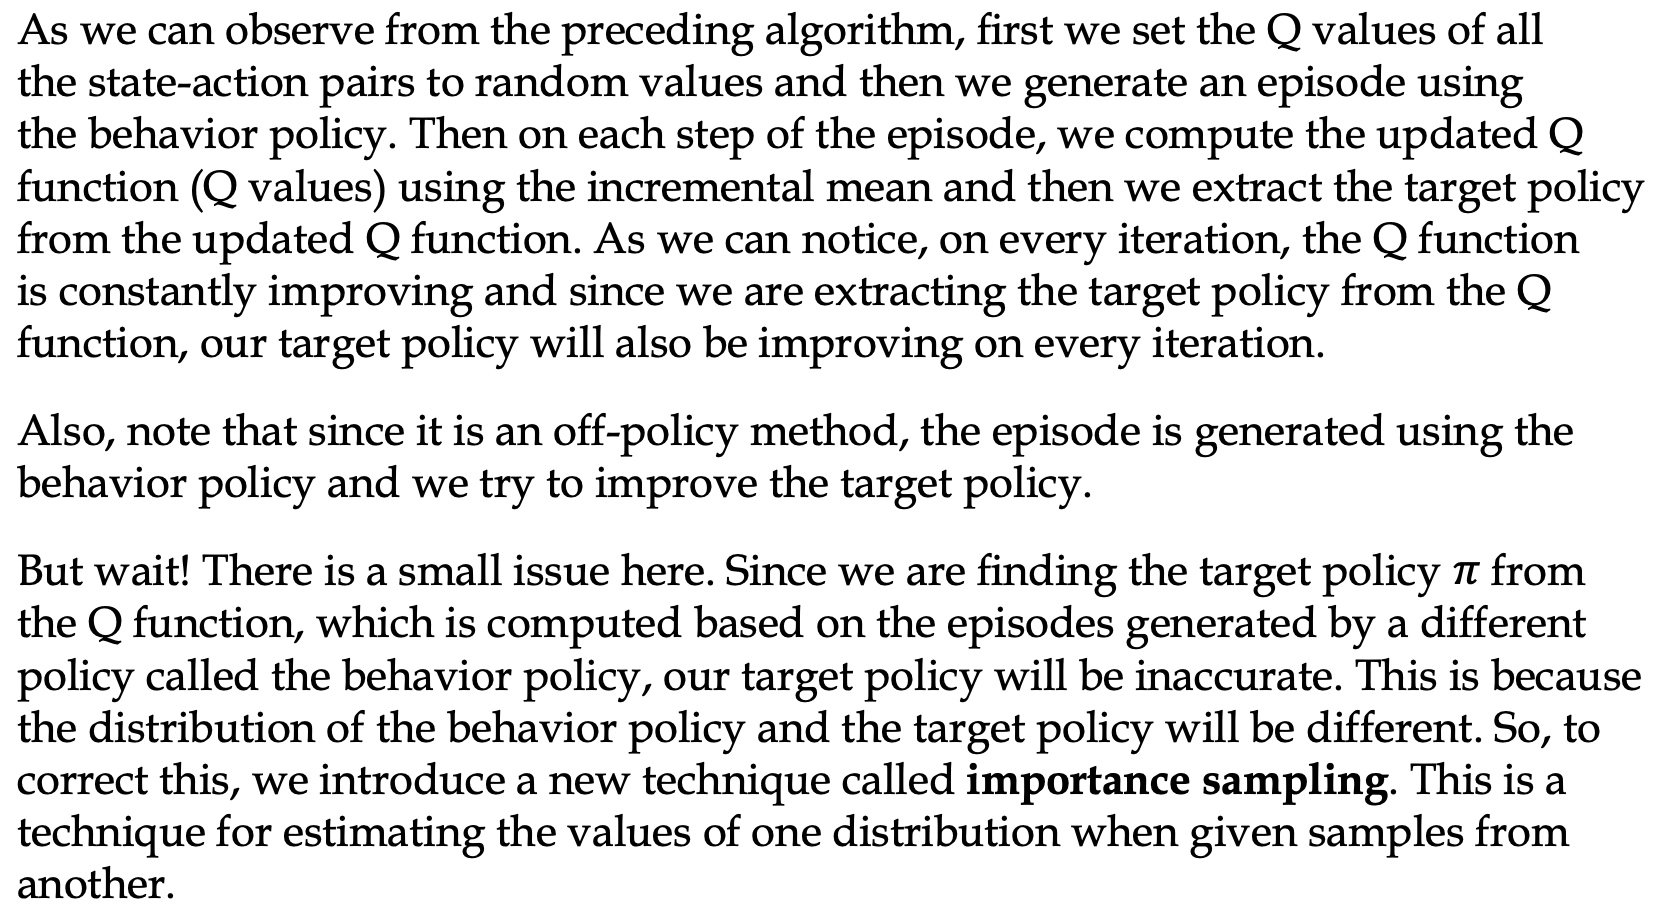 As we can observe from the preceding algorithm, first we set the Q values of all
the state-action pairs to random values and then we generate an episode using
the behavior policy. Then on each step of the episode, we compute the updated Q
function (Q values) using the incremental mean and then we extract the target policy
from the updated Q function. As we can notice, on every iteration, the Q function
is constantly improving and since we are extracting the target policy from the Q
function, our target policy will also be improving on every iteration.
Also, note that since it is an off-policy method, the episode is generated using the
behavior policy and we try to improve the target policy.
But wait! There is a small issue here. Since we are finding the target policy π from
the Q function, which is computed based on the episodes generated by a different
policy called the behavior policy, our target policy will be inaccurate. This is because
the distribution of the behavior policy and the target policy will be different. So, to
correct this, we introduce a new technique called importance sampling. This is a
technique for estimating the values of one distribution when given samples from
another.